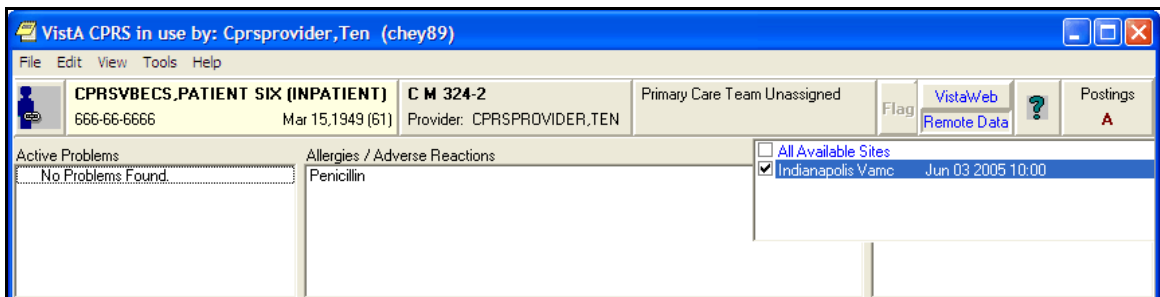 VistA CPRS in use by: Cprsprovider,Ten (chey89)
File Edit View Tools Help
CPRSVBECS,PATIENT SIX (INPATIENT) C M 324-2 Primary Care Team Unassigned Flag VistaWeb ? Postings
666-66-6666 Mar 15,1949 (61) Provider: CPRSPROVIDER,TEN Remote Data A
Active Problems Allergies / Adverse Reactions All Available Sites
No Problems Found. Penicillin Indianapolis Vamc Jun 03 2005 10:00